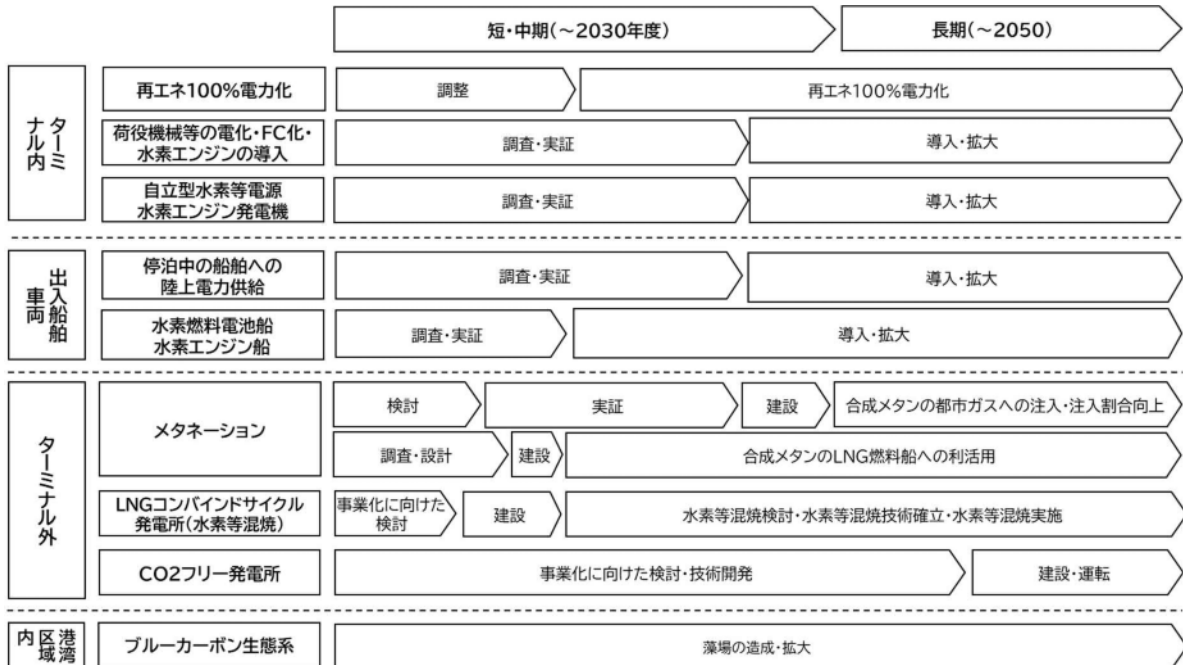 短・中期(～2030年度)
長期(～2050)
ターミ
ナル内
再エネ100%電力化
調整
再エネ100%電力化
荷役機械等の電化・FC化・
水素エンジンの導入
調査・実証
導入・拡大
自立型水素等電源
水素エンジン発電機
調査・実証
導入・拡大
出入船舶
車両
停泊中の船舶への
陸上電力供給
調査・実証
導入・拡大
水素燃料電池船
水素エンジン船
調査・実証
導入・拡大
ターミナル外
メタネーション
検討
実証
建設
合成メタンの都市ガスへの注入・注入割合向上
調査・設計
建設
合成メタンのLNG燃料船への利活用
LNGコンバインドサイクル
発電所(水素等混焼)
事業化に向けた
検討
建設
水素等混焼検討・水素等混焼技術確立・水素等混焼実施
CO2フリー発電所
事業化に向けた検討・技術開発
建設・運転
港湾
区域
内
ブルーカーボン生態系
藻場の造成・拡大